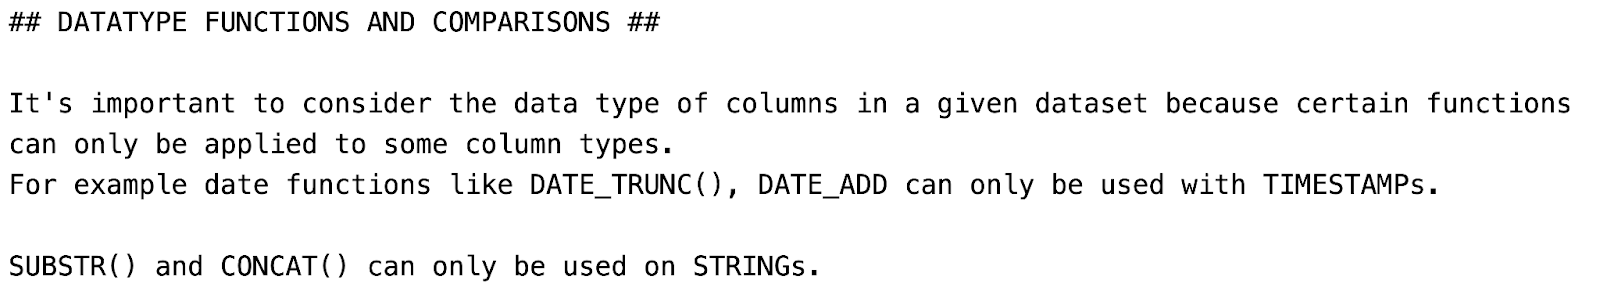 ## DATATYPE FUNCTIONS AND COMPARISONS ##
It's important to consider the data type of columns in a given dataset because certain functions
can only be applied to some column types.
For example date functions like DATE_TRUNC(), DATE_ADD can only be used with TIMESTAMPs.
SUBSTR() and CONCAT() can only be used on STRINGs.